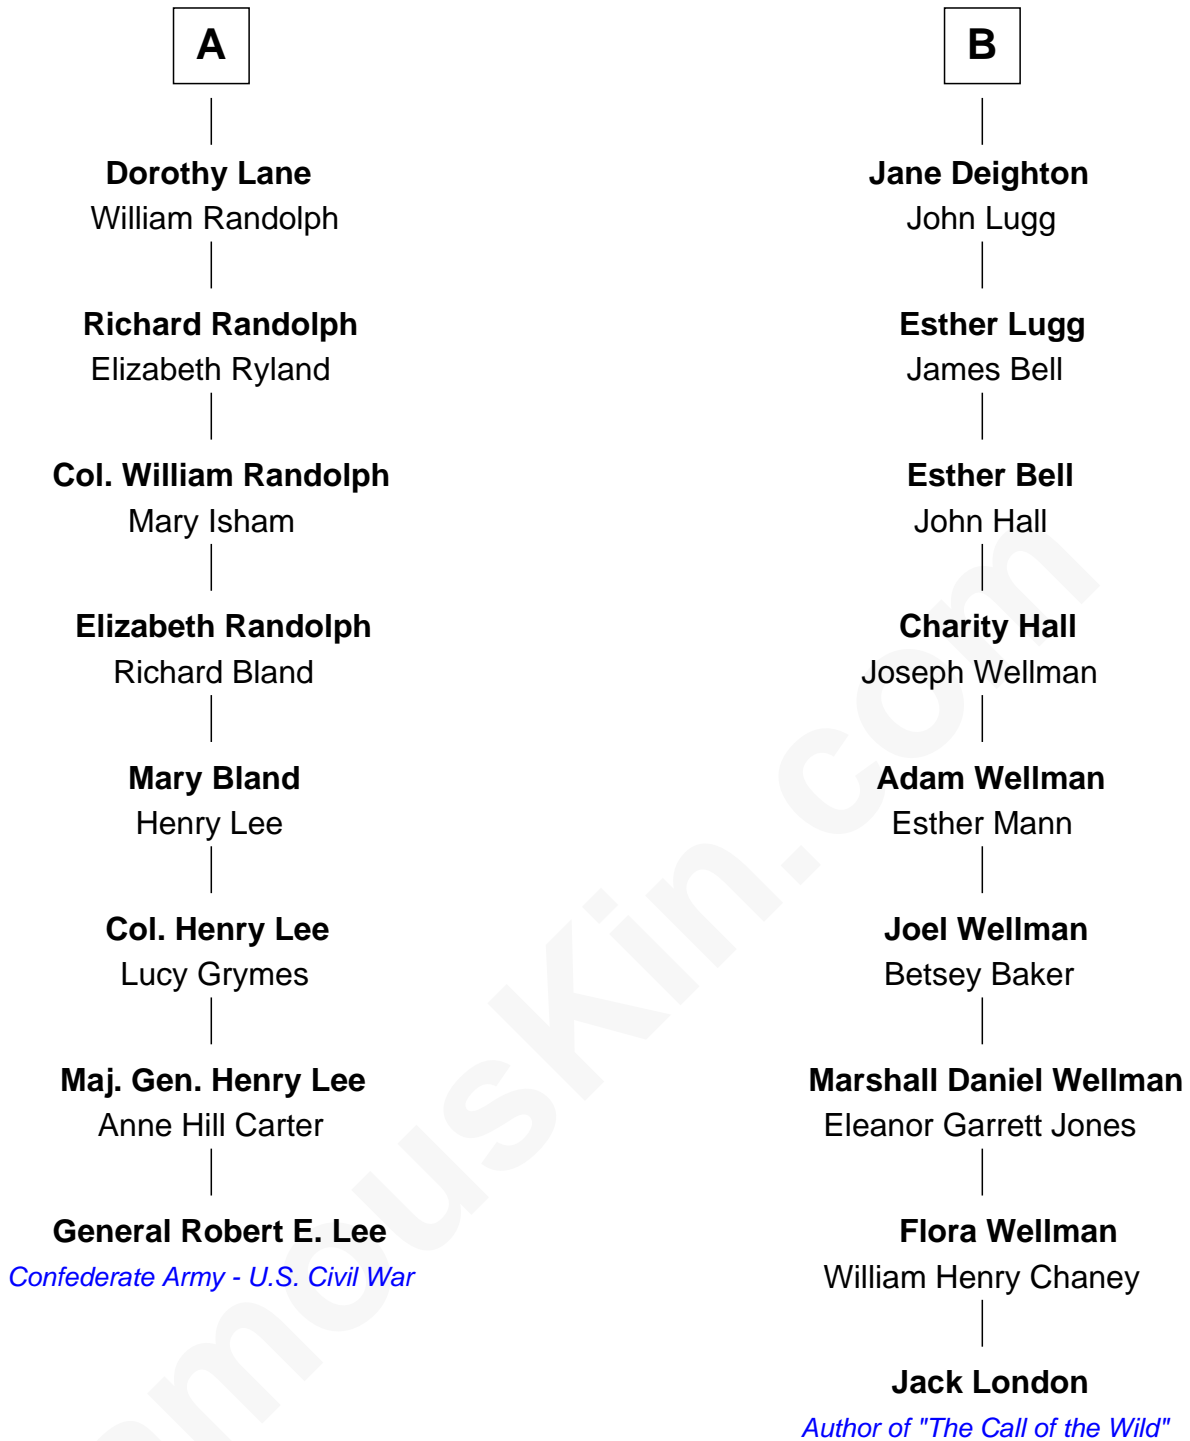 A
Dorothy Lane
William Randolph
Richard Randolph
Elizabeth Ryland
Col. William Randolph
Mary Isham
Elizabeth Randolph
Richard Bland
Mary Bland
Henry Lee
Col. Henry Lee
Lucy Grymes
Maj. Gen. Henry Lee
Anne Hill Carter
General Robert E. Lee
Confederate Army - U.S. Civil War
B
Jane Deighton
John Lugg
Esther Lugg
James Bell
Esther Bell
John Hall
Charity Hall
Joseph Wellman
Adam Wellman
Esther Mann
Joel Wellman
Betsey Baker
Marshall Daniel Wellman
Eleanor Garrett Jones
Flora Wellman
William Henry Chaney
Jack London
Author of "The Call of the Wild"
amousKin.com